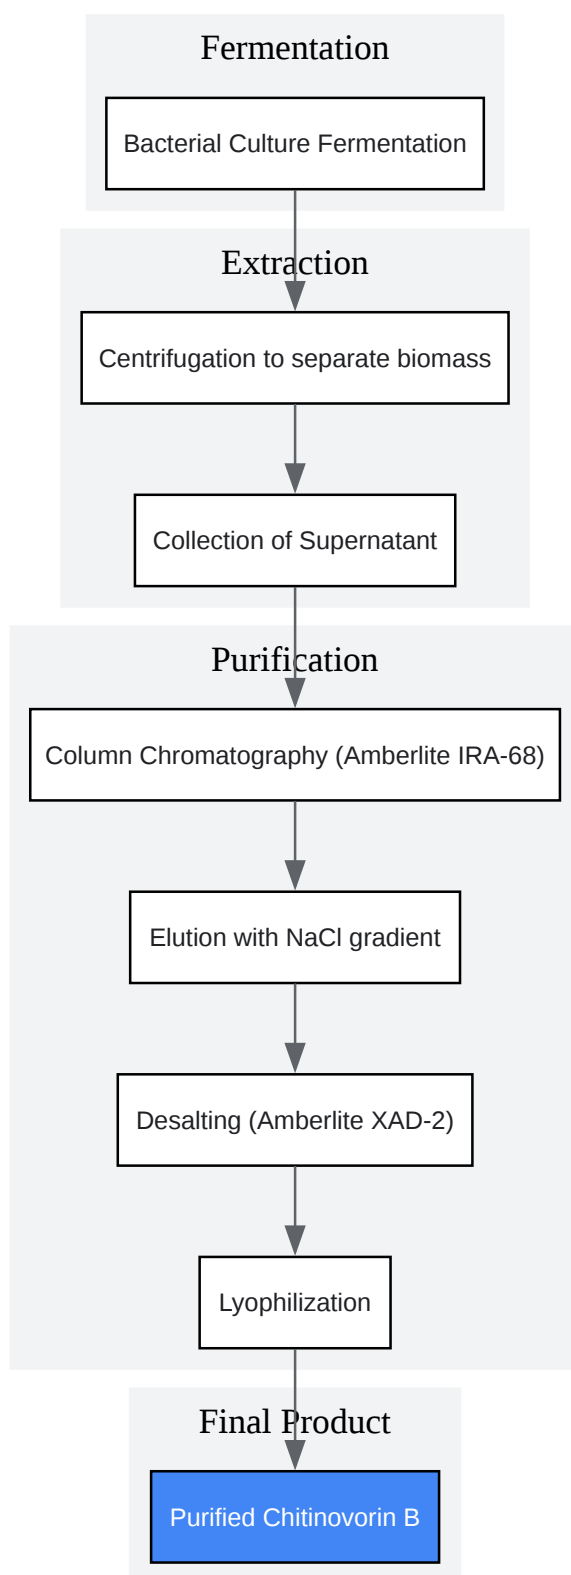 Fermentation
Bacterial Culture Fermentation
Extraction
Centrifugation to separate biomass
Collection of Supernatant
Purification
Column Chromatography (Amberlite IRA-68)
Elution with NaCl gradient
Desalting (Amberlite XAD-2)
Lyophilization
Final Product
Purified Chitinovorin B